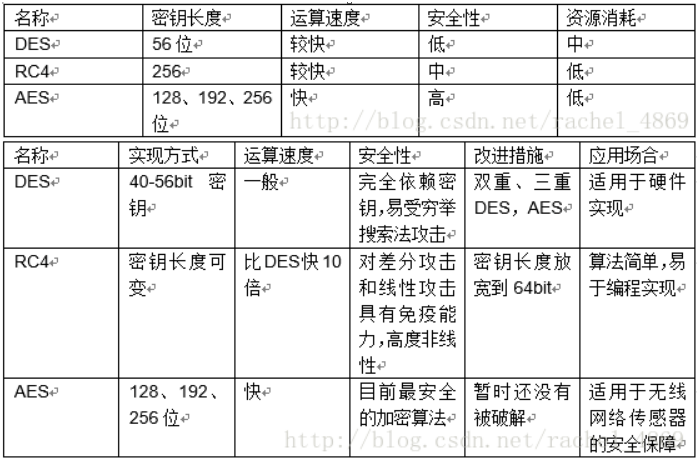 名称 密钥长度 运算速度 安全性 资源消耗
DES 56 位 较快 低 中
RC4 256 较快 中 低
AES 128、192、256 快 高 低
位
http://blog.csdn.net/rachel_4869
名称 实现方式 运算速度 安全性 改进措施 应用场合
DES 40-56bit 密 一般 完全依赖密 双重、三重 适用于硬件
钥 钥,易受穷举 DES，AES 实现
搜索法攻击
RC4 密钥长度可 比DES快10 对差分攻击 密钥长度放 算法简单,易
变 倍 和线性攻击 宽到 64bit 于编程实现
具有免疫能
力,高度非线
性
AES 128、192、 快 目前最安全 暂时还没有 适用于无线
256 位 的加密算法 被破解 网络传感器
的安全保障
http://blog.csdn.net/rachel_4869